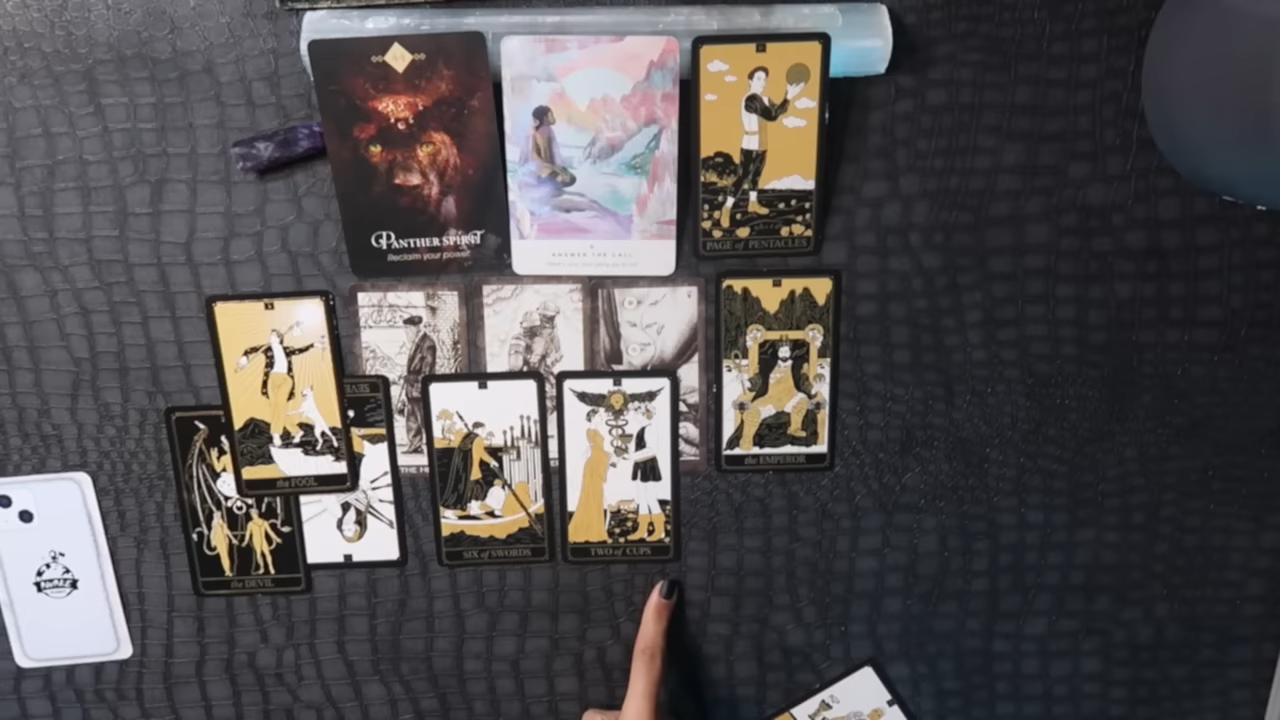 PANTHER SPIRIT
Reclaim your power
ANSWER THE CALL
PAGE of PENTACLES
the FOOL
SEVE
the EMPEROR
the DEVIL
SIX of SWORDS
TWO of CUPS